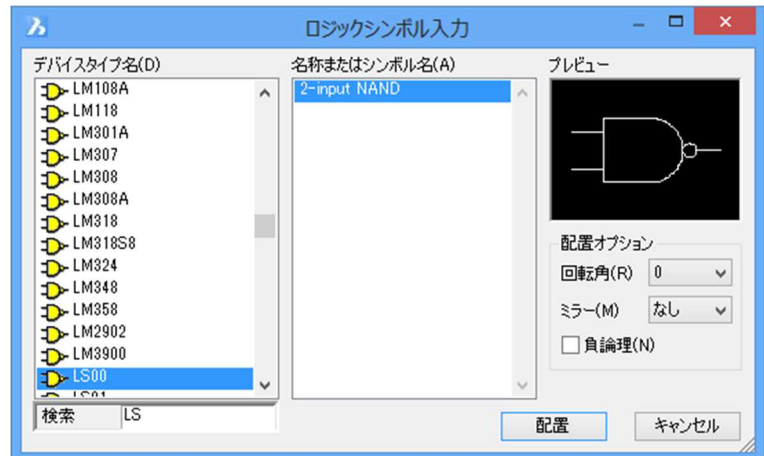 ロジックシンボル入力
デバイスタイプ名(D)
LM108A
LM118
LM301A
LM307
LM308
LM308A
LM318
LM318S8
LM324
LM348
LM358
LM2902
LM3900
LS00
LS01
検索 LS
名称またはシンボル名(A)
2-input NAND
プレビュー
配置オプション
回転角(R) 0
ミラー(M) なし
負論理(N)
配置 キャンセル